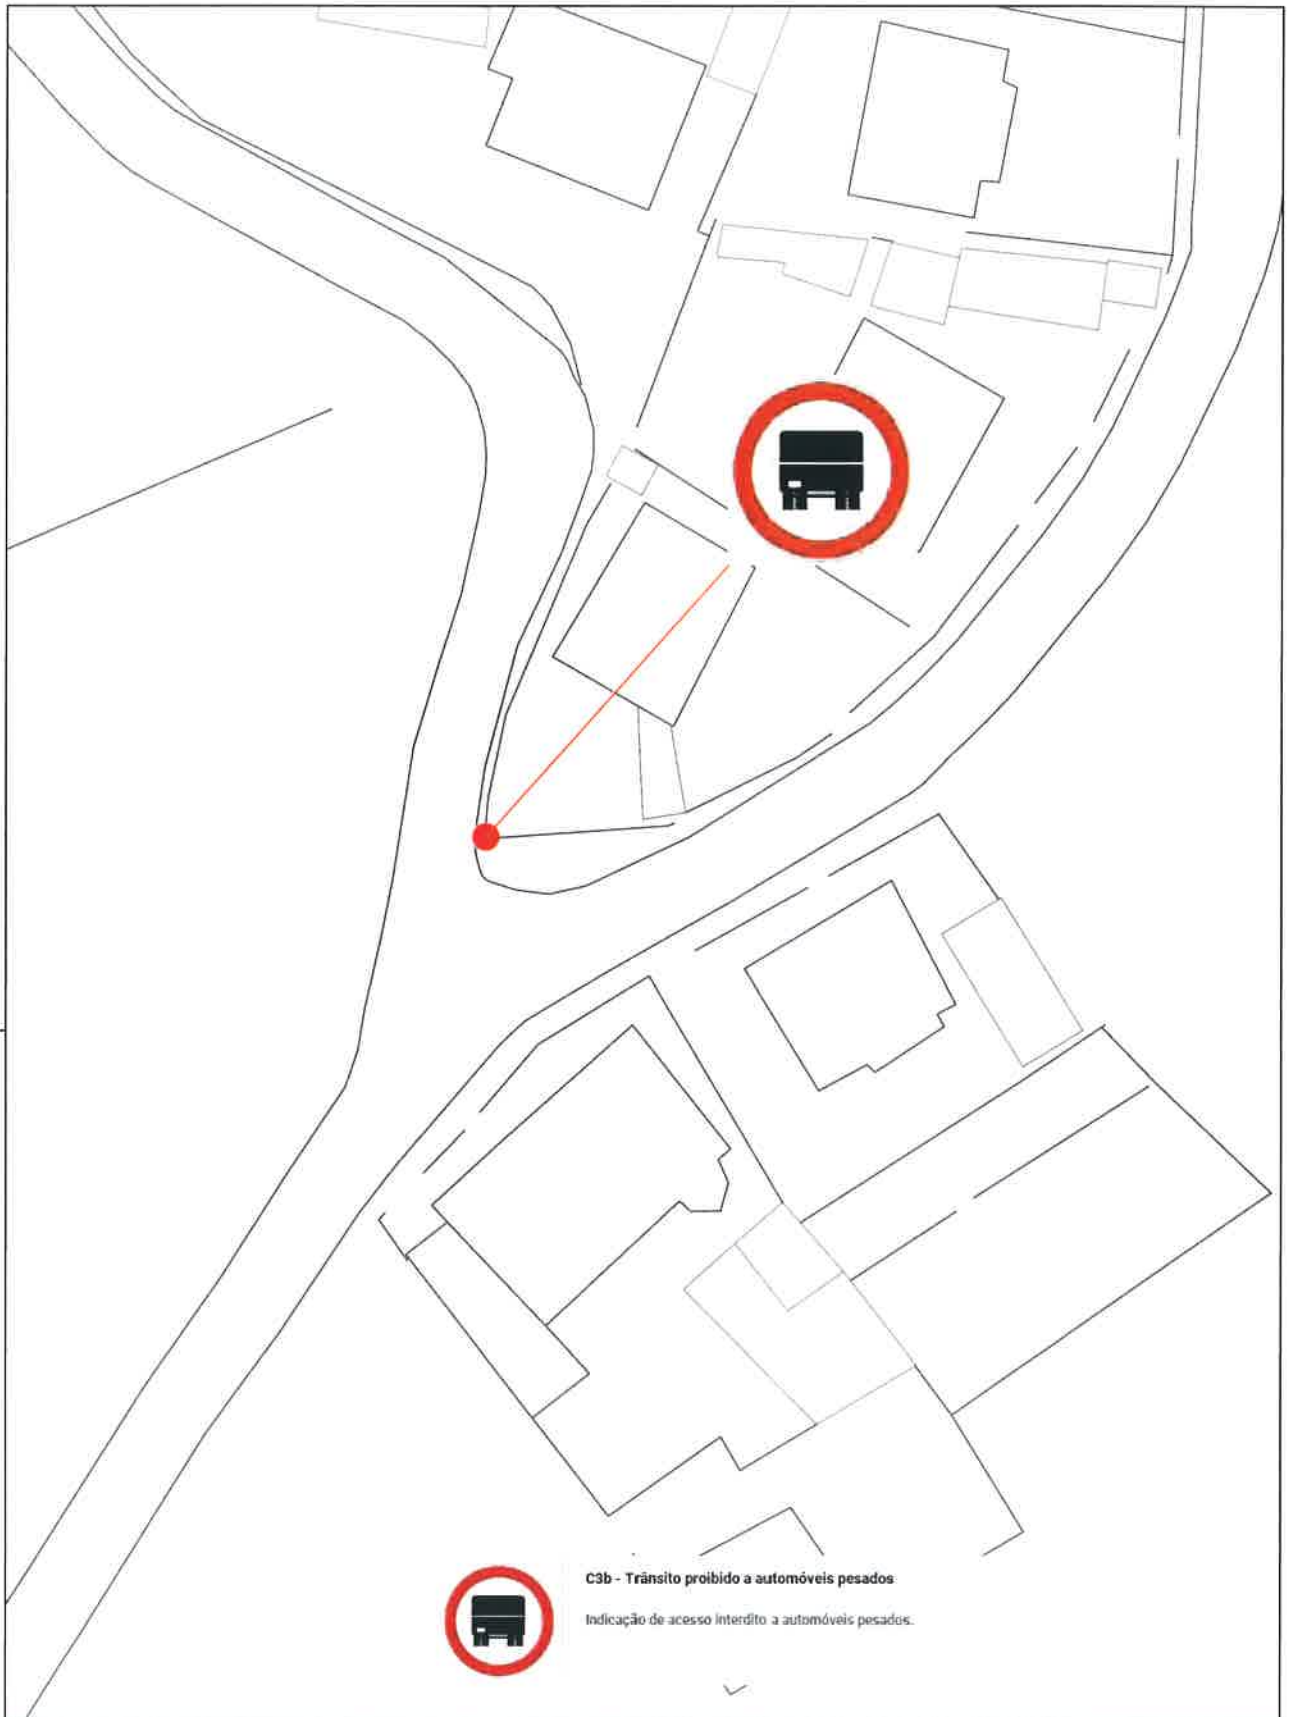 C3b - Trânsito proibido a automóveis pesados
Indicação de acesso interdito a automóveis pesados.